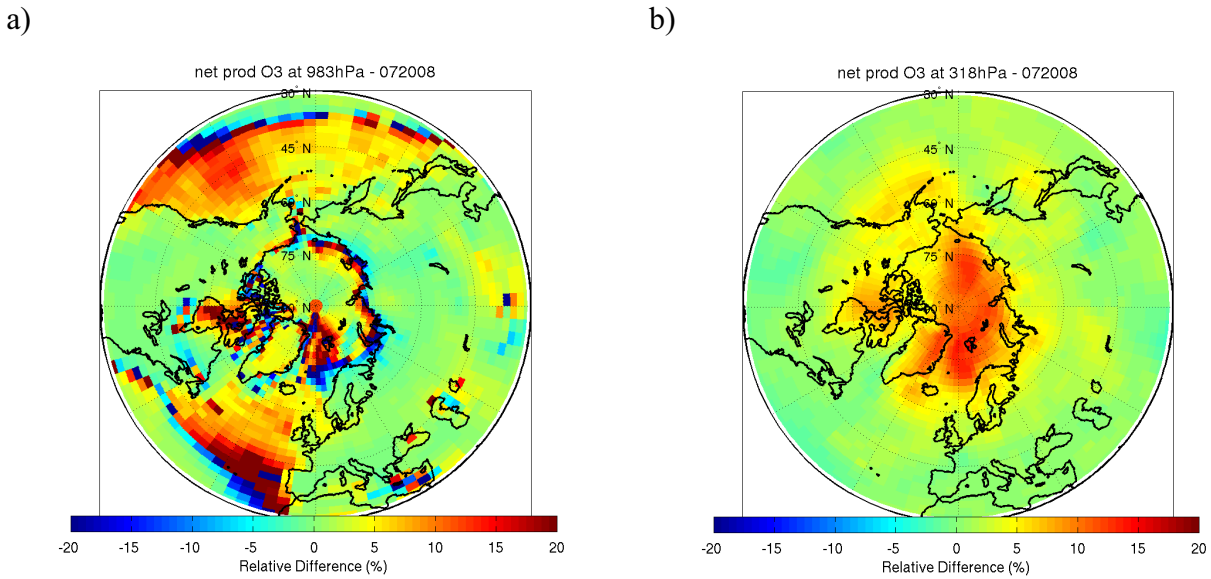 a)
net prod O3 at 983hPa - 072008
30° N
45° N
60° N
75° N
90° N
-20 -15 -10 -5 0 5 10 15 20
Relative Difference (%)
b)
net prod O3 at 318hPa - 072008
30° N
45° N
60° N
75° N
90° N
-20 -15 -10 -5 0 5 10 15 20
Relative Difference (%)